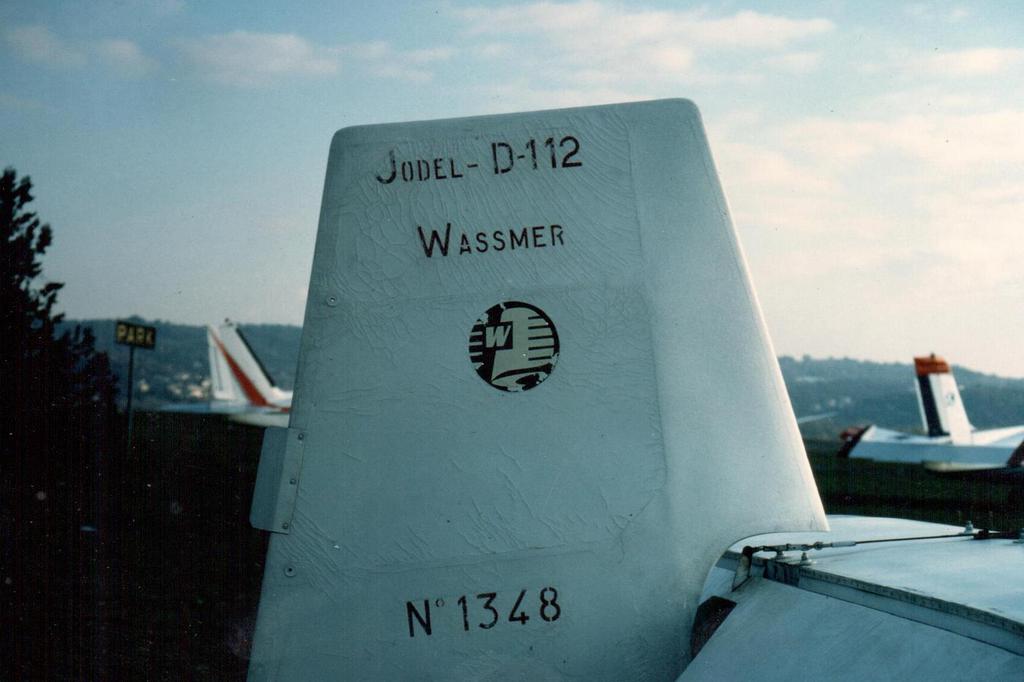 JODEL- D-112
WASSMER
W
N° 1348
PARK